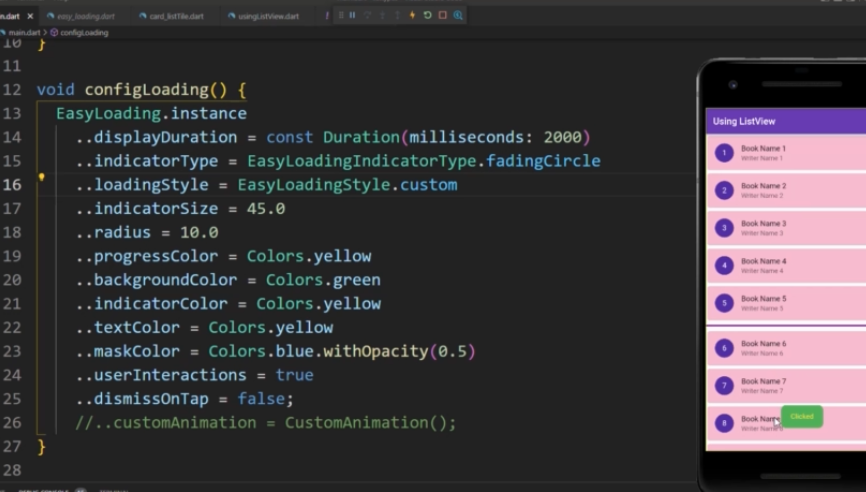 n.dart
easy_loading.dart
card_listTile.dart
usingListView.dart
main.dart > configLoading
10 }
11
12 void configLoading() {
13 EasyLoading.instance
14 ..displayDuration = const Duration(milliseconds: 2000)
15 ..indicatorType = EasyLoadingIndicatorType.fadingCircle
16 ..loadingStyle = EasyLoadingStyle.custom
17 ..indicatorSize = 45.0
18 ..radius = 10.0
19 ..progressColor = Colors.yellow
20 ..backgroundColor = Colors.green
21 ..indicatorColor = Colors.yellow
22 ..textColor = Colors.yellow
23 ..maskColor = Colors.blue.withOpacity(0.5)
24 ..userInteractions = true
25 ..dismissOnTap = false;
26 //..customAnimation = CustomAnimation();
27 }
28
Using ListView
1 Book Name 1
Writer Name 1
2 Book Name 2
Writer Name 2
3 Book Name 3
Writer Name 3
4 Book Name 4
Writer Name 4
5 Book Name 5
Writer Name 5
6 Book Name 6
Writer Name 6
7 Book Name 7
Writer Name 7
8 Book Name
Clicked
Writer Name